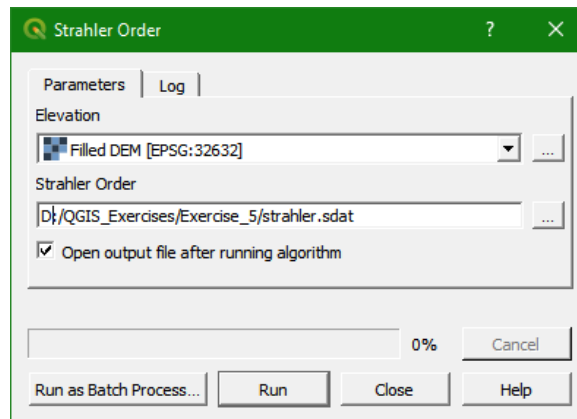 Strahler Order ? ×
Parameters Log
Elevation
Filled DEM [EPSG:32632] ...
Strahler Order
D:/QGIS_Exercises/Exercise_5/strahler.sdat ...
Open output file after running algorithm
0% Cancel
Run as Batch Process... Run Close Help